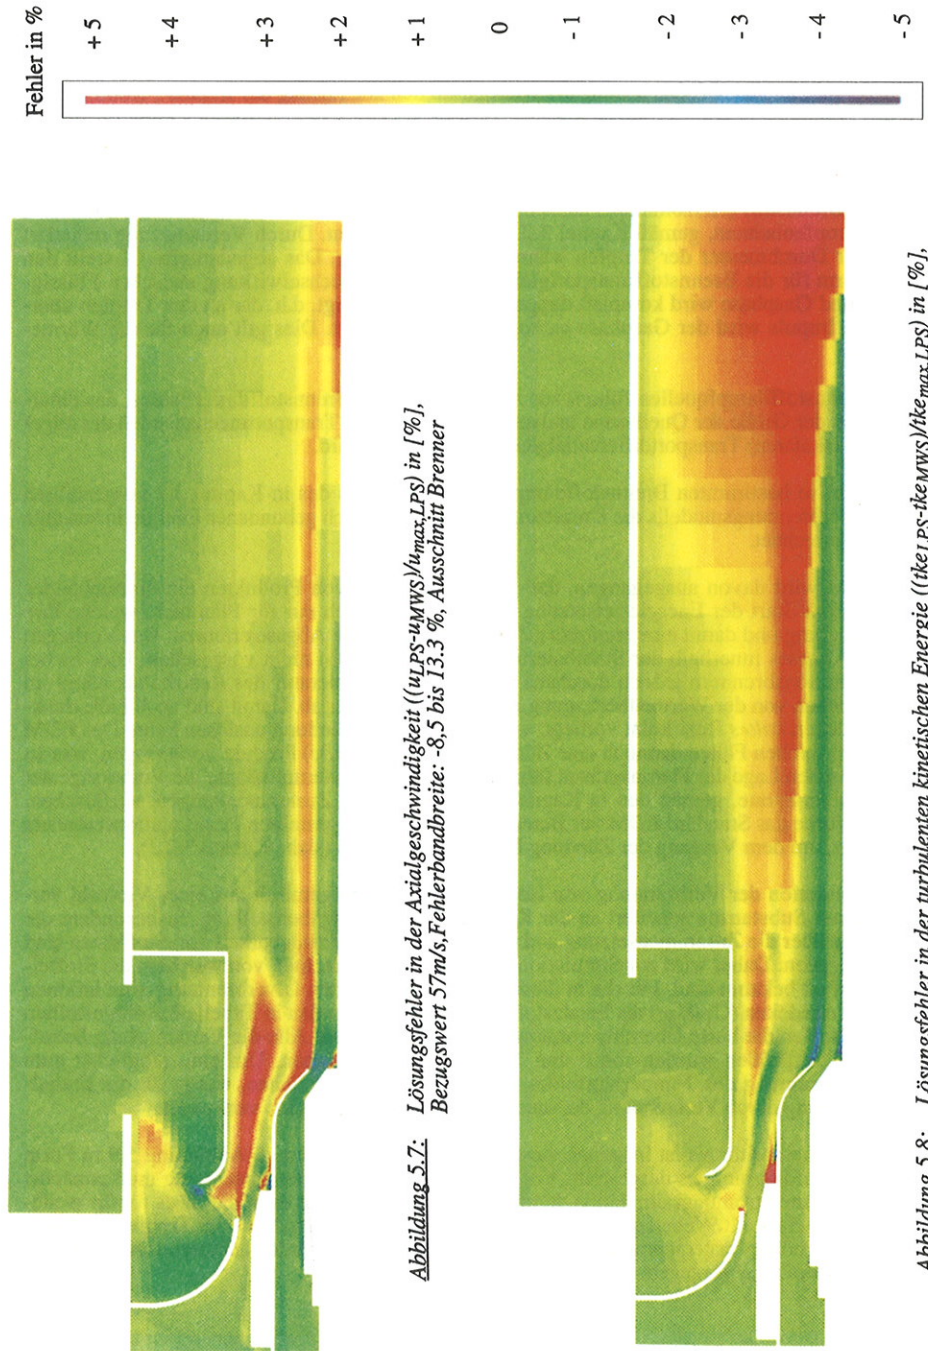 Fehler in %
+ 5
+ 4
+ 3
+ 2
+ 1
0
- 1
- 2
- 3
- 4
- 5
Abbildung 5.7: Lösungsfehler in der Axialgeschwindigkeit ((uLPS-uMWS)/umax,LPS) in [%],
Bezugswert 57m/s,Fehlerbandbreite: -8,5 bis 13.3 %, Ausschnitt Brenner
Abbildung 5.8: Lösungsfehler in der turbulenten kinetischen Energie ((tkeLPS-tkeMWS)/tkemax,LPS) in [%],